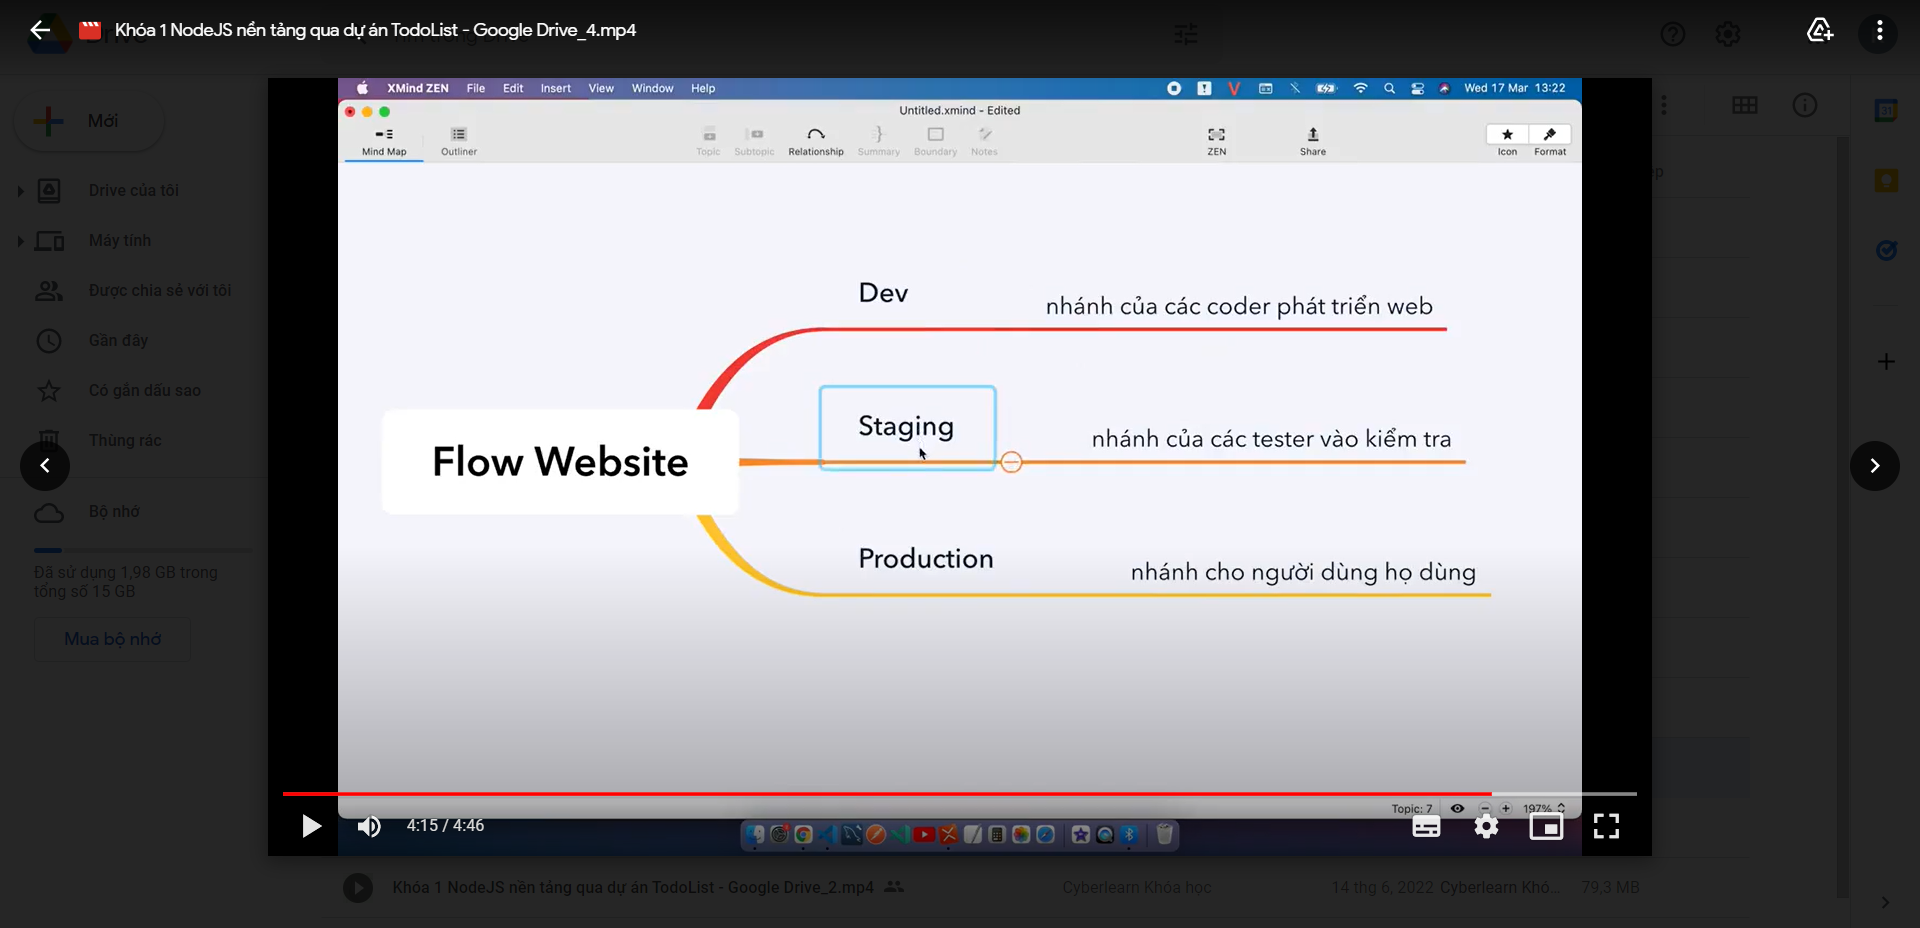 Khóa 1 NodeJS nền tảng qua dự án TodoList - Google Drive_4.mp4
XMind ZEN File Edit Insert View Window Help
Wed 17 Mar 13:22
Untitled.xmind - Edited
Mind Map
Outliner
Topic
Subtopic
Relationship
Summary
Boundary
Notes
ZEN
Share
Icon
Format
Mới
Drive của tôi
Máy tính
Được chia sẻ với tôi
Gần đây
Có gắn dấu sao
Thùng rác
Bộ nhớ
Đã sử dụng 1,98 GB trong
tổng số 15 GB
Mua bộ nhớ
Dev
nhánh của các coder phát triển web
Staging
nhánh của các tester vào kiểm tra
Flow Website
Production
nhánh cho người dùng họ dùng
Topic: 7
197%
4:15 / 4:46
Khóa 1 NodeJS nền tảng qua dự án TodoList - Google Drive_2.mp4
Cyberlearn Khóa học
14 thg 6, 2022 Cyberlearn Khó...
79,3 MB